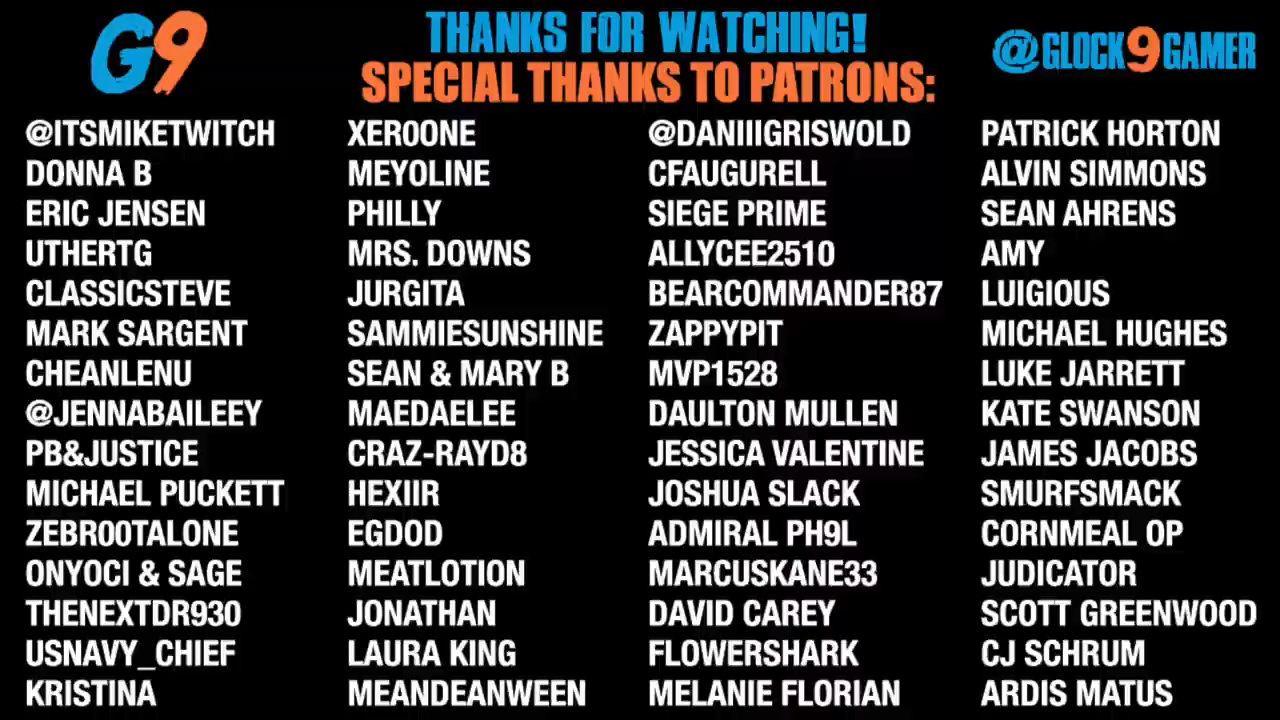 G9
THANKS FOR WATCHING!
SPECIAL THANKS TO PATRONS:
@GLOCK9GAMER
@ITSMIKETWITCH
DONNA B
ERIC JENSEN
UTHERTG
CLASSICSTEVE
MARK SARGENT
CHEANLENU
@JENNABAILEEY
PB&JUSTICE
MICHAEL PUCKETT
ZEBR00TALONE
ONYOCI & SAGE
THENEXTDR930
USNAVY_CHIEF
KRISTINA
XER0ONE
MEYOLINE
PHILLY
MRS. DOWNS
JURGITA
SAMMIESUNSHINE
SEAN & MARY B
MAEDAELEE
CRAZ-RAYD8
HEXIIR
EGDOD
MEATLOTION
JONATHAN
LAURA KING
MEANDEANWEEN
@DANIIIGRISWOLD
CFAUGURELL
SIEGE PRIME
ALLYCEE2510
BEARCOMMANDER87
ZAPPYPIT
MVP1528
DAULTON MULLEN
JESSICA VALENTINE
JOSHUA SLACK
ADMIRAL PH9L
MARCUSKANE33
DAVID CAREY
FLOWERSHARK
MELANIE FLORIAN
PATRICK HORTON
ALVIN SIMMONS
SEAN AHRENS
AMY
LUIGIOUS
MICHAEL HUGHES
LUKE JARRETT
KATE SWANSON
JAMES JACOBS
SMURFSMACK
CORNMEAL OP
JUDICATOR
SCOTT GREENWOOD
CJ SCHRUM
ARDIS MATUS